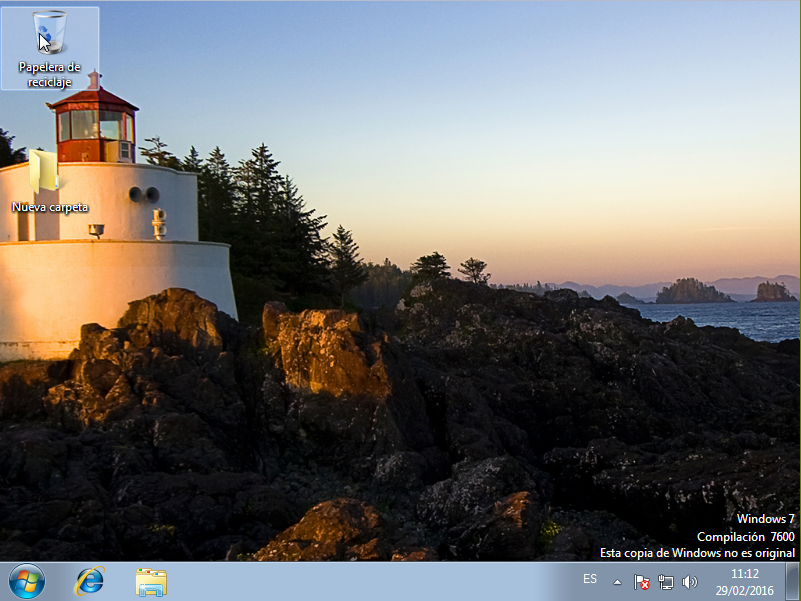 Papelera de
reciclaje
Nueva carpeta
Windows 7
Compilación 7600
Esta copia de Windows no es original
ES
11:12
29/02/2016